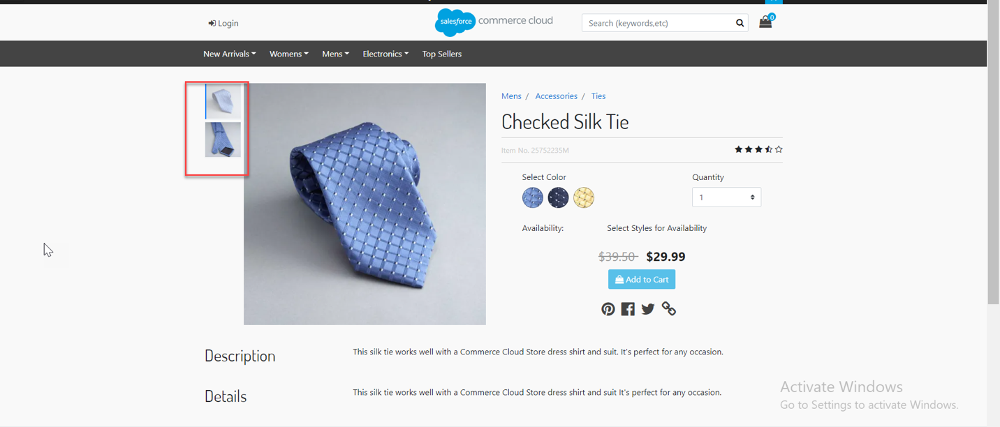 Login
salesforce commerce cloud
Search (keywords,etc)
0
New Arrivals Womens Mens Electronics Top Sellers
Mens / Accessories / Ties
Checked Silk Tie
Item No. 25752235M
Select Color
Quantity
1
Availability: Select Styles for Availability
$39.50 $29.99
Add to Cart
Description
This silk tie works well with a Commerce Cloud Store dress shirt and suit. It's perfect for any occasion.
Details
This silk tie works well with a Commerce Cloud Store dress shirt and suit It's perfect for any occasion.
Activate Windows
Go to Settings to activate Windows.